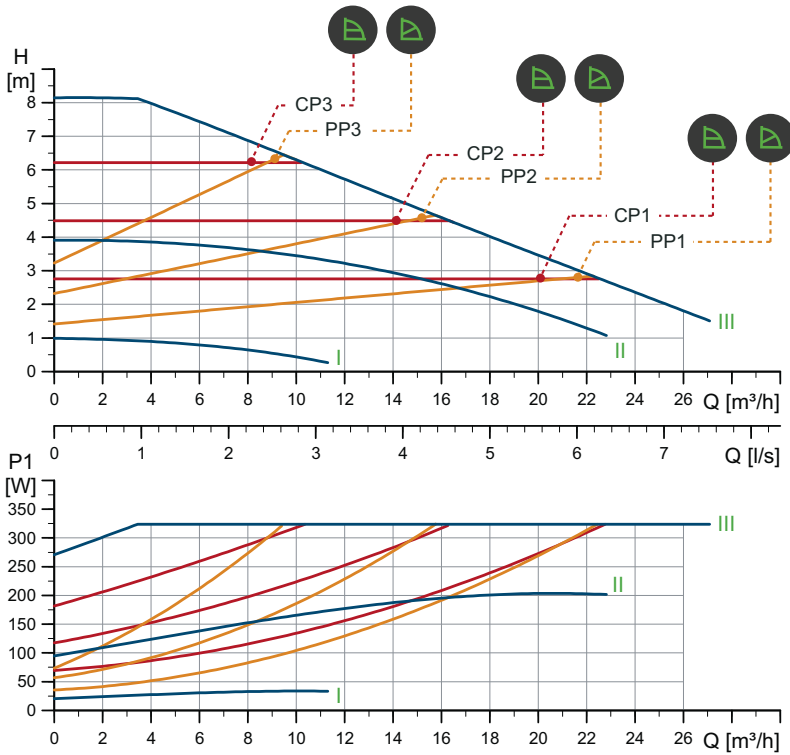 H
[m]
CP3
PP3
CP2
PP2
CP1
PP1
8
7
6
5
4
3
2
1
0
I
II
III
0 2 4 6 8 10 12 14 16 18 20 22 24 26 Q [m³/h]
0 1 2 3 4 5 6 7 Q [l/s]
P1
[W]
350
300
250
200
150
100
50
0
III
II
I
0 2 4 6 8 10 12 14 16 18 20 22 24 26 Q [m³/h]